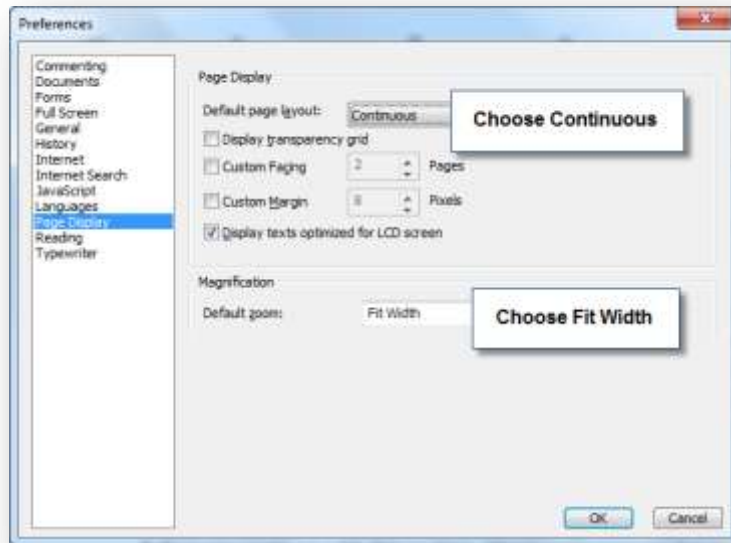 Preferences
Commenting
Documents
Forms
Full Screen
General
History
Internet
Internet Search
JavaScript
Languages
Page Display
Reading
Typewriter
Page Display
Default page layout: Continuous
Choose Continuous
Display transparency grid
Custom Facing 2 Pages
Custom Margin 8 Pixels
Display texts optimized for LCD screen
Magnification
Default zoom: Fit Width
Choose Fit Width
OK Cancel